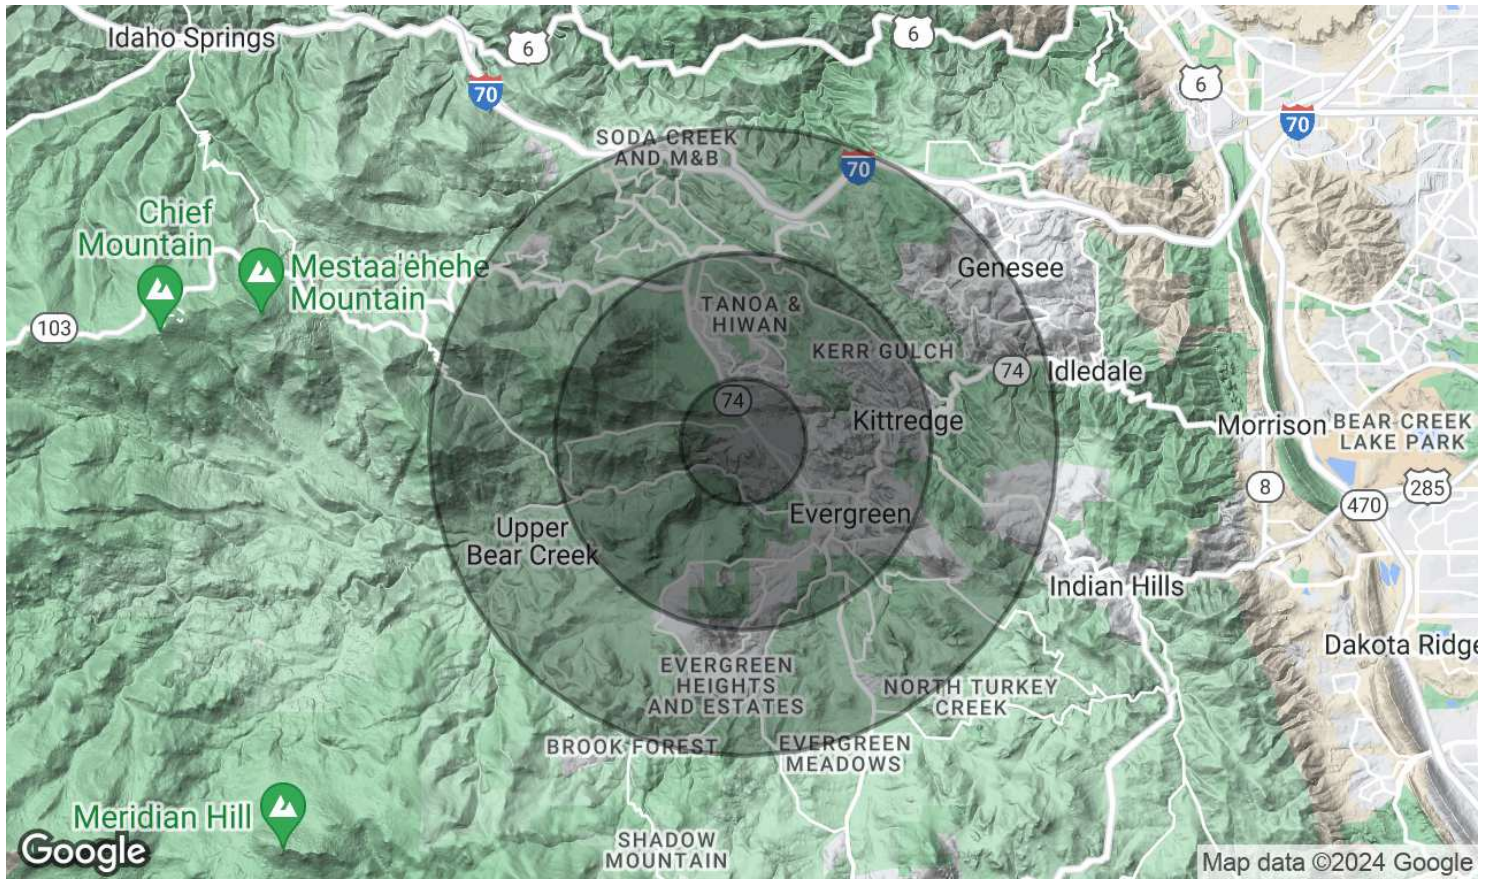 Idaho Springs
6
6
70
6
70
SODA CREEK
AND M&B
70
Chief
Mountain
Mestaa'ėhehe
Mountain
Genesee
103
TANOA &
HIWAN
KERR GULCH
74
Idledale
74
Kittredge
Morrison
BEAR CREEK
LAKE PARK
8
285
470
Evergreen
Upper
Bear Creek
Indian Hills
Dakota Ridge
EVERGREEN
HEIGHTS
AND ESTATES
NORTH TURKEY
CREEK
BROOK FOREST
EVERGREEN
MEADOWS
Meridian Hill
SHADOW
MOUNTAIN
Google
Map data ©2024 Google